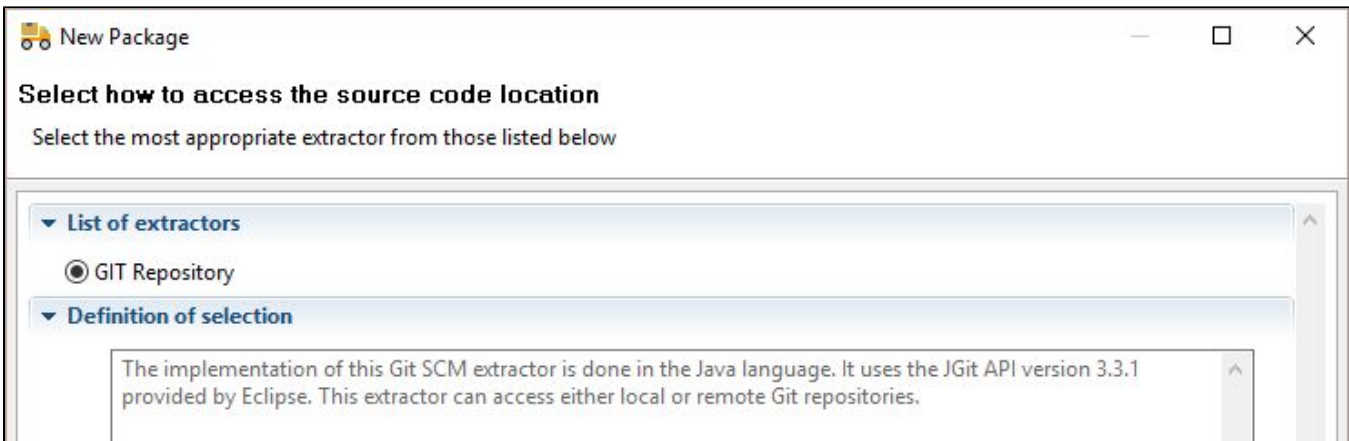 New Package
Select how to access the source code location
Select the most appropriate extractor from those listed below
List of extractors
GIT Repository
Definition of selection
The implementation of this Git SCM extractor is done in the Java language. It uses the JGit API version 3.3.1
provided by Eclipse. This extractor can access either local or remote Git repositories.